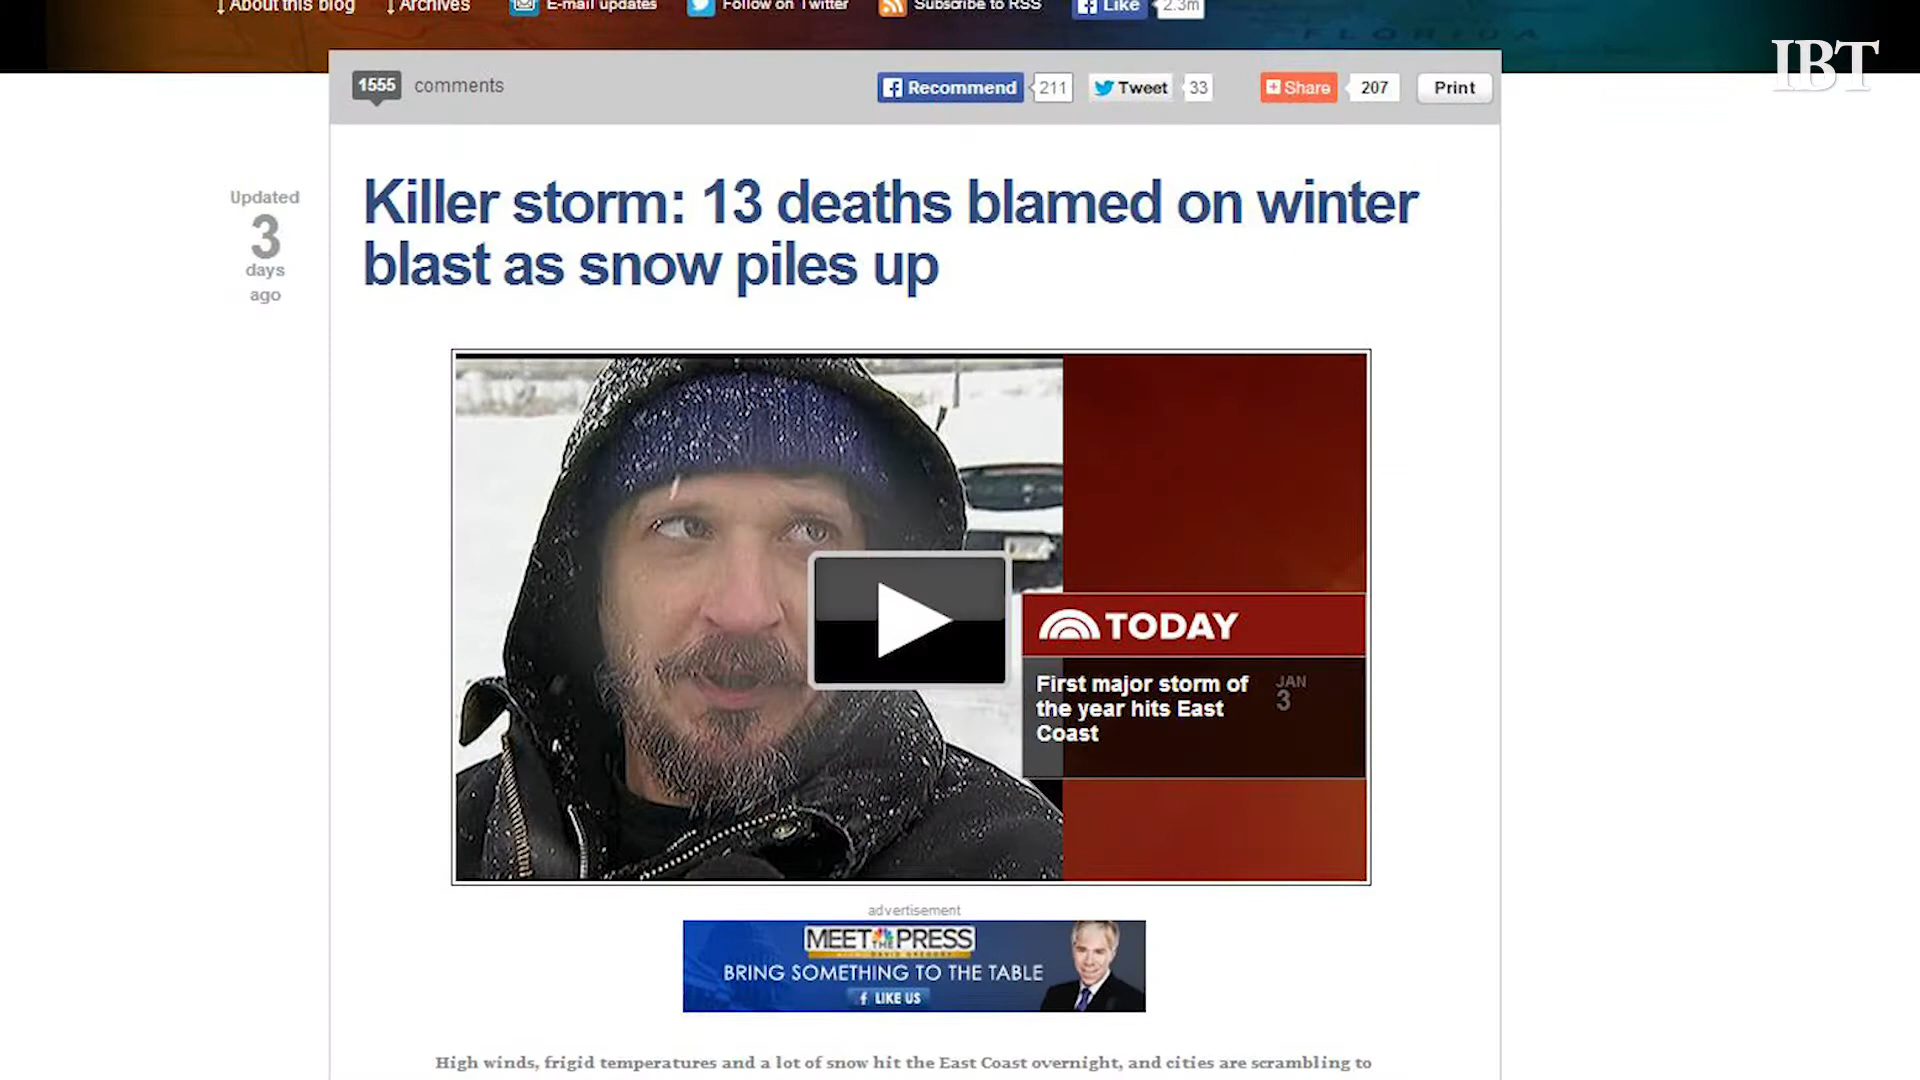 About this blog
Archives
E-mail updates
Follow on Twitter
Subscribe to RSS
Like
2.3m
FLORIDA
IBT
1555 comments
Recommend 211
Tweet 33
Share 207
Print
Updated
3
days
ago
Killer storm: 13 deaths blamed on winter
blast as snow piles up
TODAY
First major storm of
the year hits East
Coast
JAN
3
advertisement
MEET THE PRESS
DAVID GREGORY
BRING SOMETHING TO THE TABLE
f LIKE US
High winds, frigid temperatures and a lot of snow hit the East Coast overnight, and cities are scrambling to